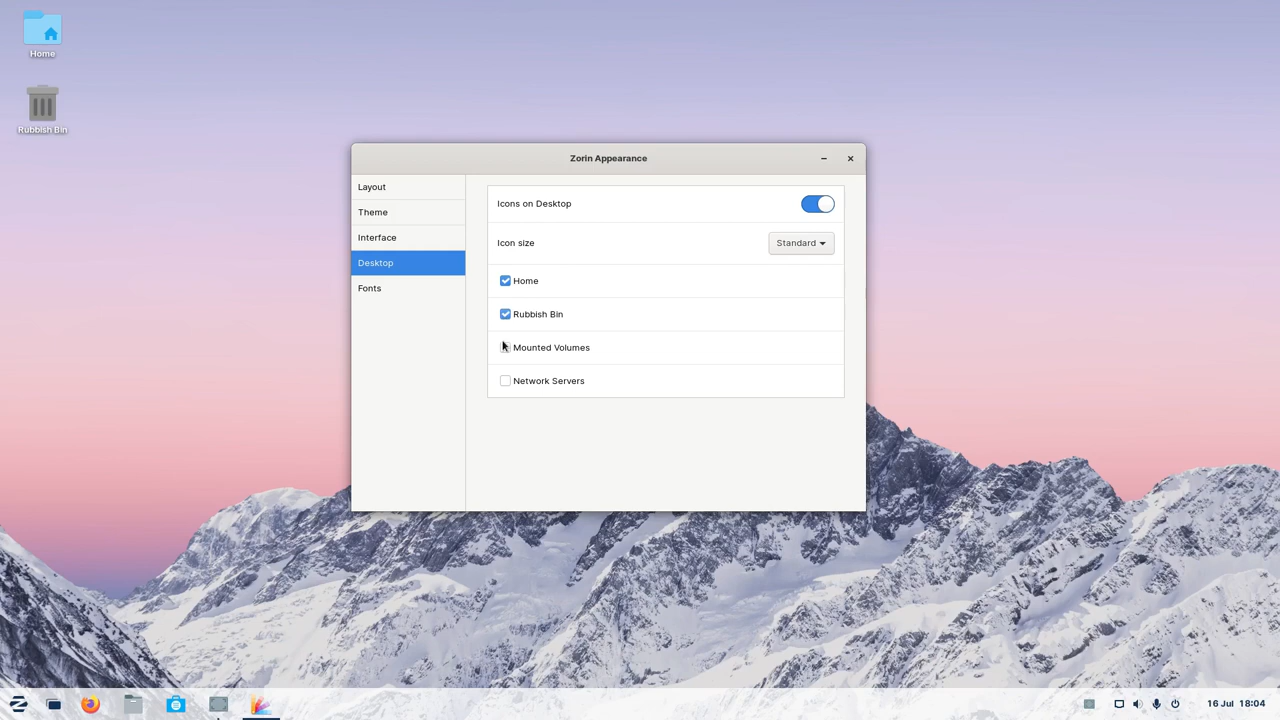 Home
Rubbish Bin
Zorin Appearance
Layout
Theme
Interface
Desktop
Fonts
Icons on Desktop
Icon size
Standard
Home
Rubbish Bin
Mounted Volumes
Network Servers
16 Jul 18:04